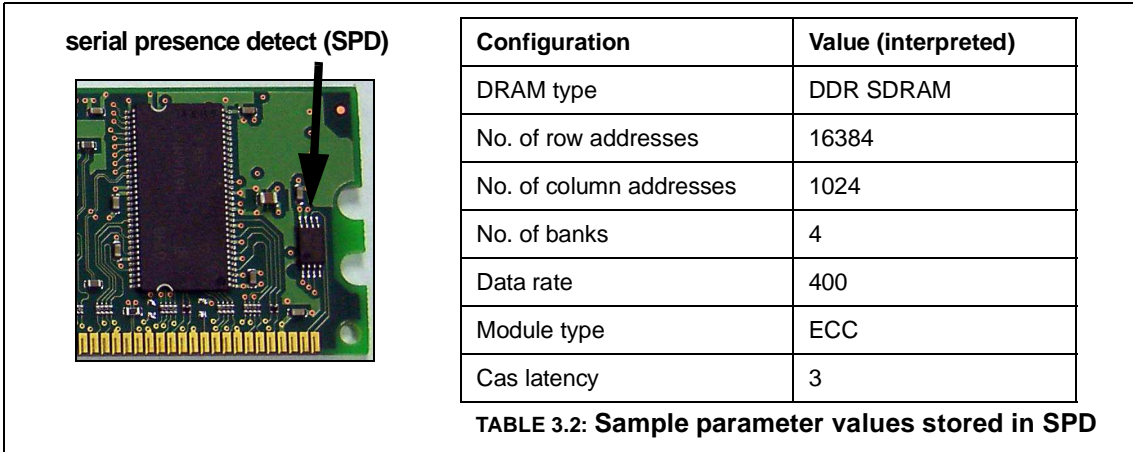 serial presence detect (SPD)
Configuration Value (interpreted)
DRAM type DDR SDRAM
No. of row addresses 16384
No. of column addresses 1024
No. of banks 4
Data rate 400
Module type ECC
Cas latency 3
TABLE 3.2: Sample parameter values stored in SPD